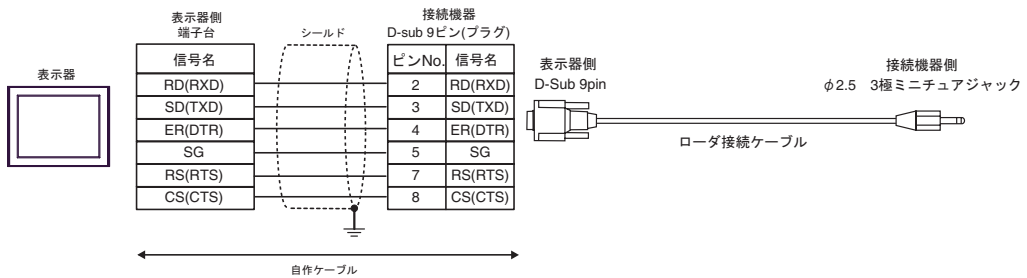 表示器
表示器側
端子台
シールド
接続機器
D-sub 9ピン(プラグ)
信号名
ピンNo.
信号名
RD(RXD)
2
RD(RXD)
SD(TXD)
3
SD(TXD)
ER(DTR)
4
ER(DTR)
SG
5
SG
RS(RTS)
7
RS(RTS)
CS(CTS)
8
CS(CTS)
自作ケーブル
表示器側
D-Sub 9pin
接続機器側
φ2.5 3極ミニチュアジャック
ローダ接続ケーブル